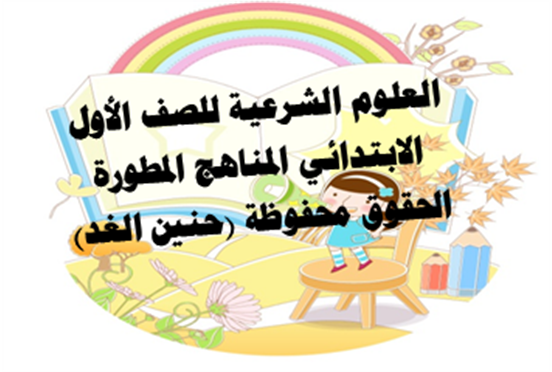 العلوم الشرعية للصف الأول
الابتدائي المناهج المطورة
الحقوق محفوظة (حنين الغد)